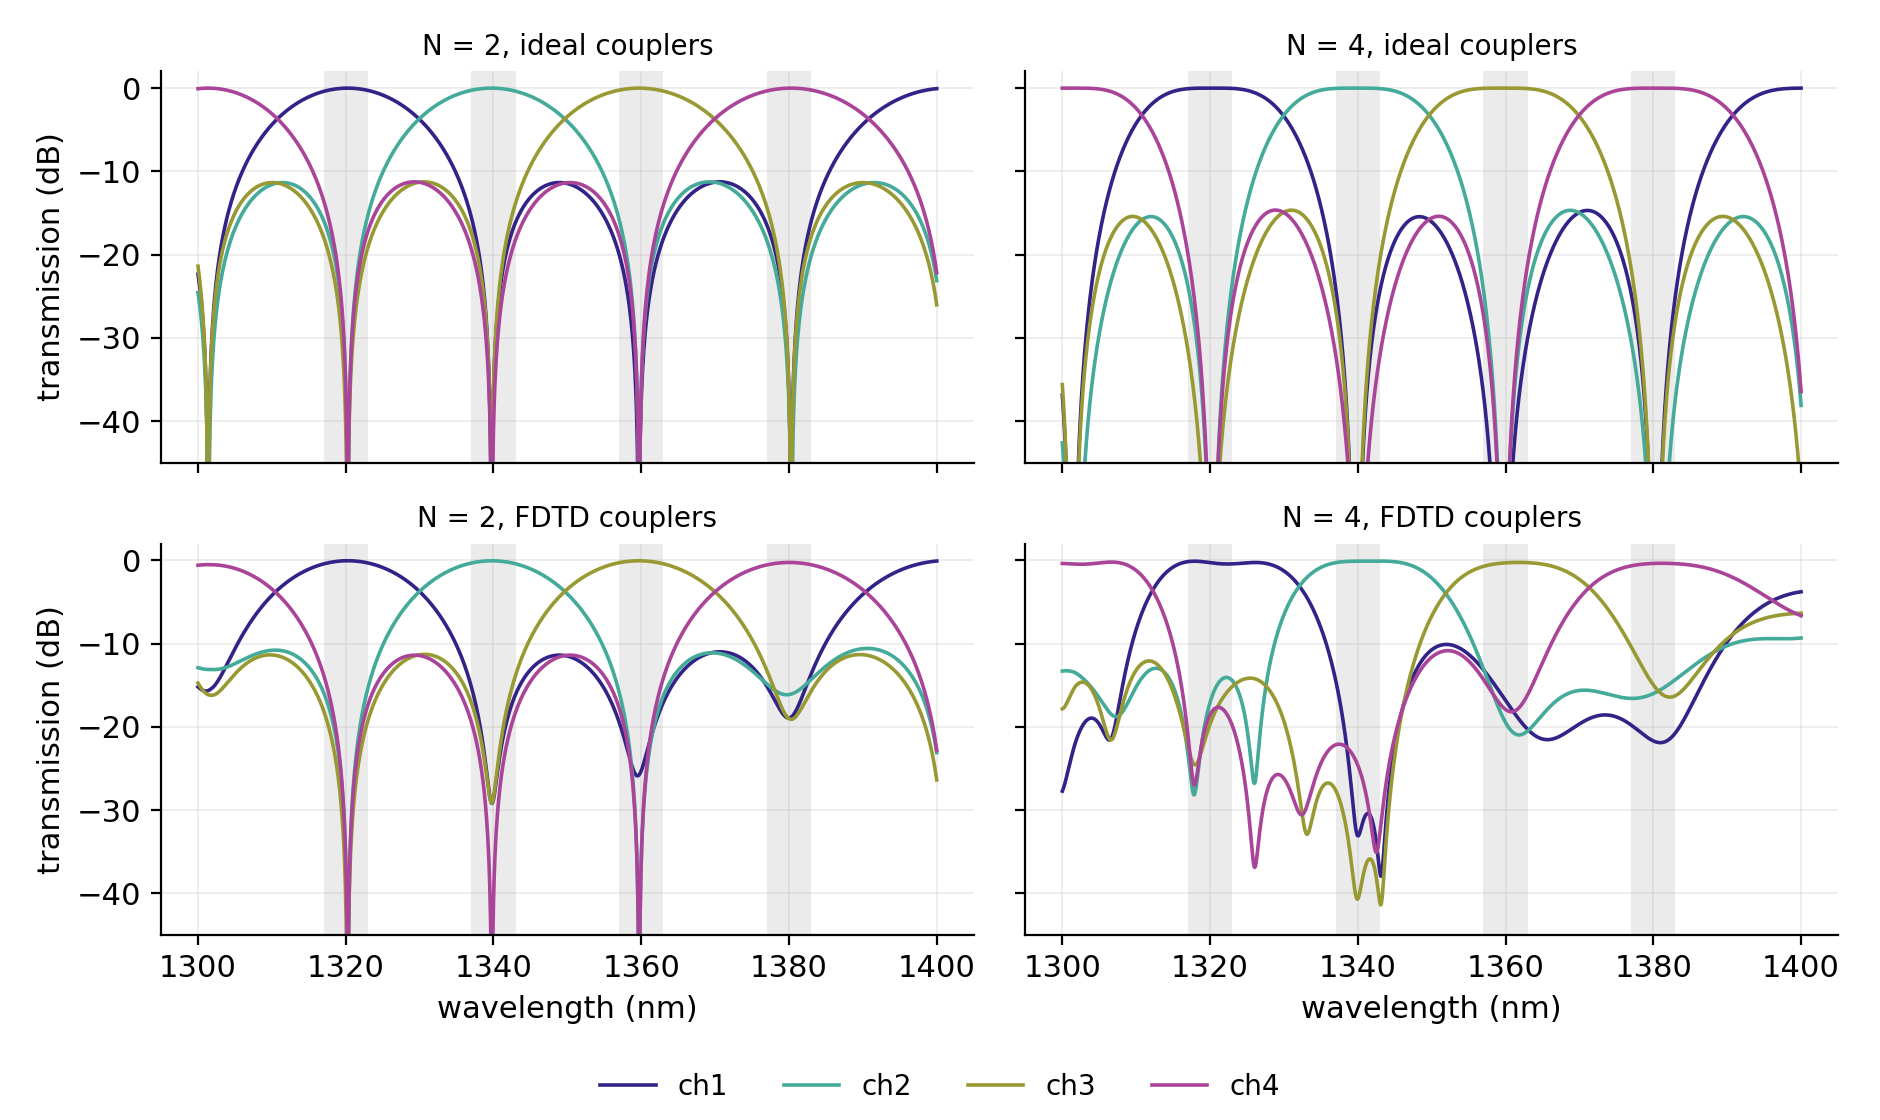 N = 2, ideal couplers
N = 4, ideal couplers
transmission (dB)
0
−10
−20
−30
−40
N = 2, FDTD couplers
N = 4, FDTD couplers
transmission (dB)
0
−10
−20
−30
−40
1300 1320 1340 1360 1380 1400
1300 1320 1340 1360 1380 1400
wavelength (nm)
wavelength (nm)
ch1 ch2 ch3 ch4